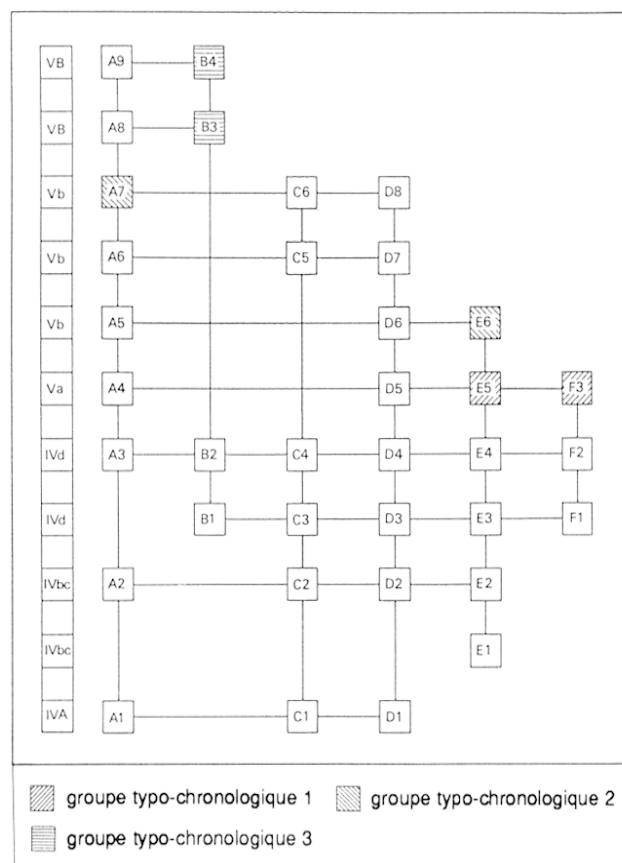 VB A9 B4
VB A8 B3
Vb A7 C6 D8
Vb A6 C5 D7
Vb A5 D6 E6
Va A4 D5 E5 F3
IVd A3 B2 C4 D4 E4 F2
IVd B1 C3 D3 E3 F1
IVbc A2 C2 D2 E2
IVbc E1
IVA A1 C1 D1
groupe typo-chronologique 1 groupe typo-chronologique 2
groupe typo-chronologique 3